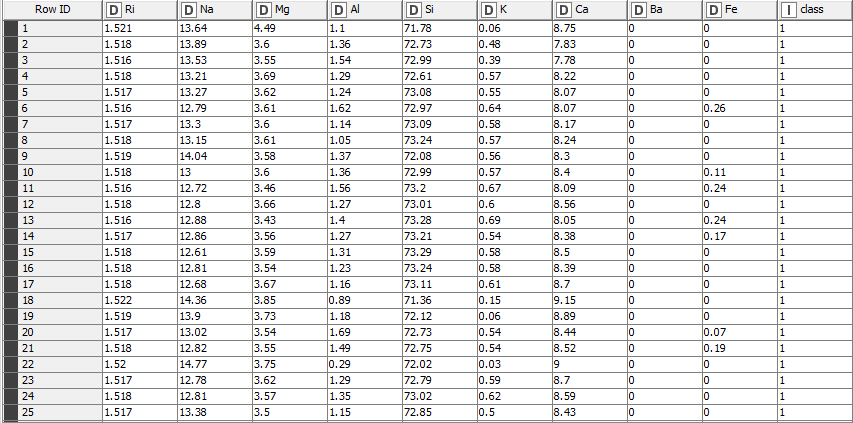 Row ID D Ri D Na D Mg D Al D Si D K D Ca D Ba D Fe I class
1 1.521 13.64 4.49 1.1 71.78 0.06 8.75 0 0 1
2 1.518 13.89 3.6 1.36 72.73 0.48 7.83 0 0 1
3 1.516 13.53 3.55 1.54 72.99 0.39 7.78 0 0 1
4 1.518 13.21 3.69 1.29 72.61 0.57 8.22 0 0 1
5 1.517 13.27 3.62 1.24 73.08 0.55 8.07 0 0 1
6 1.516 12.79 3.61 1.62 72.97 0.64 8.07 0 0.26 1
7 1.517 13.3 3.6 1.14 73.09 0.58 8.17 0 0 1
8 1.518 13.15 3.61 1.05 73.24 0.57 8.24 0 0 1
9 1.519 14.04 3.58 1.37 72.08 0.56 8.3 0 0 1
10 1.518 13 3.6 1.36 72.99 0.57 8.4 0 0.11 1
11 1.516 12.72 3.46 1.56 73.2 0.67 8.09 0 0.24 1
12 1.518 12.8 3.66 1.27 73.01 0.6 8.56 0 0 1
13 1.516 12.88 3.43 1.4 73.28 0.69 8.05 0 0.24 1
14 1.517 12.86 3.56 1.27 73.21 0.54 8.38 0 0.17 1
15 1.518 12.61 3.59 1.31 73.29 0.58 8.5 0 0 1
16 1.518 12.81 3.54 1.23 73.24 0.58 8.39 0 0 1
17 1.518 12.68 3.67 1.16 73.11 0.61 8.7 0 0 1
18 1.522 14.36 3.85 0.89 71.36 0.15 9.15 0 0 1
19 1.519 13.9 3.73 1.18 72.12 0.06 8.89 0 0 1
20 1.517 13.02 3.54 1.69 72.73 0.54 8.44 0 0.07 1
21 1.518 12.82 3.55 1.49 72.75 0.54 8.52 0 0.19 1
22 1.52 14.77 3.75 0.29 72.02 0.03 9 0 0 1
23 1.517 12.78 3.62 1.29 72.79 0.59 8.7 0 0 1
24 1.518 12.81 3.57 1.35 73.02 0.62 8.59 0 0 1
25 1.517 13.38 3.5 1.15 72.85 0.5 8.43 0 0 1